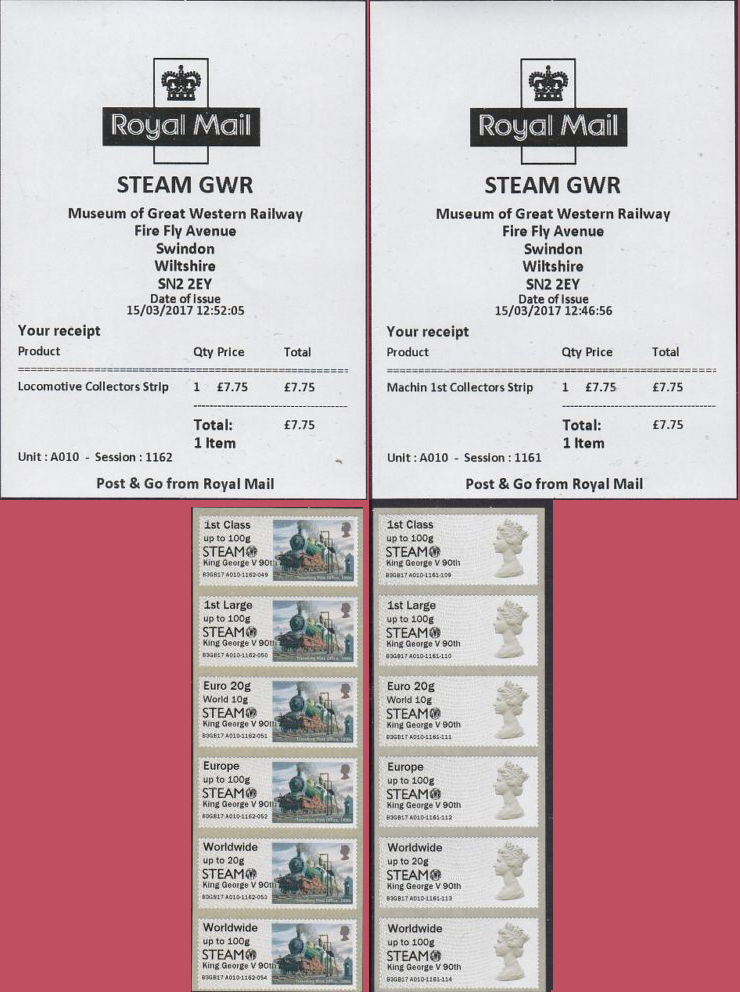 Royal Mail
STEAM GWR
Museum of Great Western Railway
Fire Fly Avenue
Swindon
Wiltshire
SN2 2EY
Date of Issue
15/03/2017 12:52:05
Your receipt
Product Qty Price Total
Locomotive Collectors Strip 1 £7.75 £7.75
Total: £7.75
1 Item
Unit : A010 - Session : 1162
Post & Go from Royal Mail
Royal Mail
STEAM GWR
Museum of Great Western Railway
Fire Fly Avenue
Swindon
Wiltshire
SN2 2EY
Date of Issue
15/03/2017 12:46:56
Your receipt
Product Qty Price Total
Machin 1st Collectors Strip 1 £7.75 £7.75
Total: £7.75
1 Item
Unit : A010 - Session : 1161
Post & Go from Royal Mail
1st Class
up to 100g
STEAM
King George V 90th
B3GB17 A010-1162-049
Travelling Post Office, 1890s
1st Large
up to 100g
STEAM
King George V 90th
B3GB17 A010-1162-050
Travelling Post Office, 1890s
Euro 20g
World 10g
STEAM
King George V 90th
B3GB17 A010-1162-051
Travelling Post Office, 1890s
Europe
up to 100g
STEAM
King George V 90th
B3GB17 A010-1162-052
Travelling Post Office, 1890s
Worldwide
up to 20g
STEAM
King George V 90th
B3GB17 A010-1162-053
Travelling Post Office, 1890s
Worldwide
up to 100g
STEAM
King George V 90th
B3GB17 A010-1162-054
Travelling Post Office, 1890s
1st Class
up to 100g
STEAM
King George V 90th
B3GB17 A010-1161-109
1st Large
up to 100g
STEAM
King George V 90th
B3GB17 A010-1161-110
Euro 20g
World 10g
STEAM
King George V 90th
B3GB17 A010-1161-111
Europe
up to 100g
STEAM
King George V 90th
B3GB17 A010-1161-112
Worldwide
up to 20g
STEAM
King George V 90th
B3GB17 A010-1161-113
Worldwide
up to 100g
STEAM
King George V 90th
B3GB17 A010-1161-114